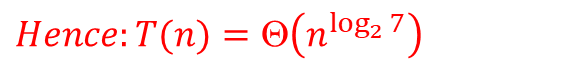 Hence: T(n) = Θ(n^{log₂ 7})